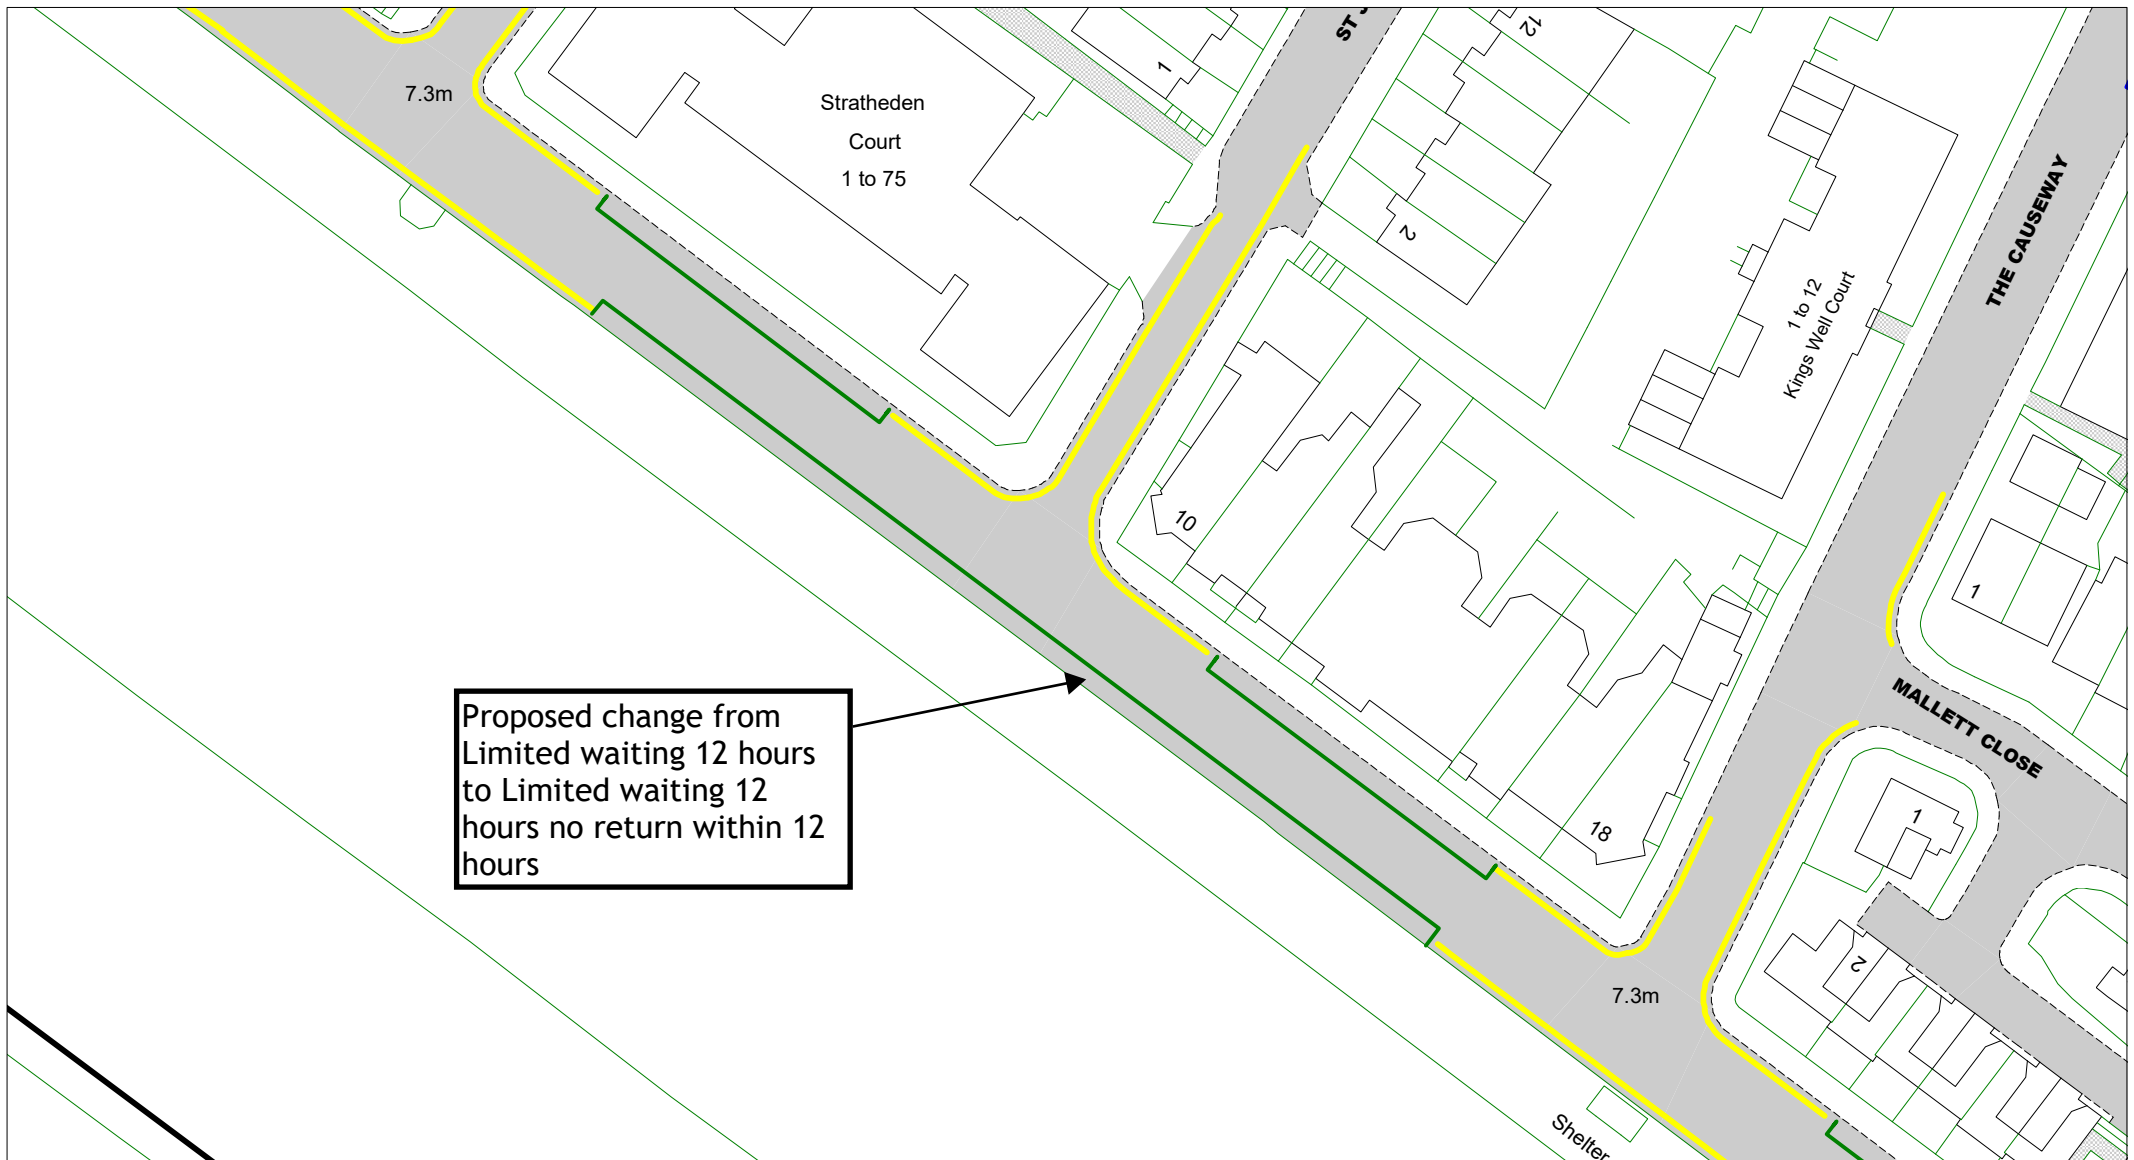 ST
12
1
7.3m
Stratheden
Court
1 to 75
THE CAUSEWAY
2
1 to 12
Kings Well Court
10
1
MALLETT CLOSE
Proposed change from
Limited waiting 12 hours
to Limited waiting 12
hours no return within 12
hours
18
1
2
7.3m
Shelter